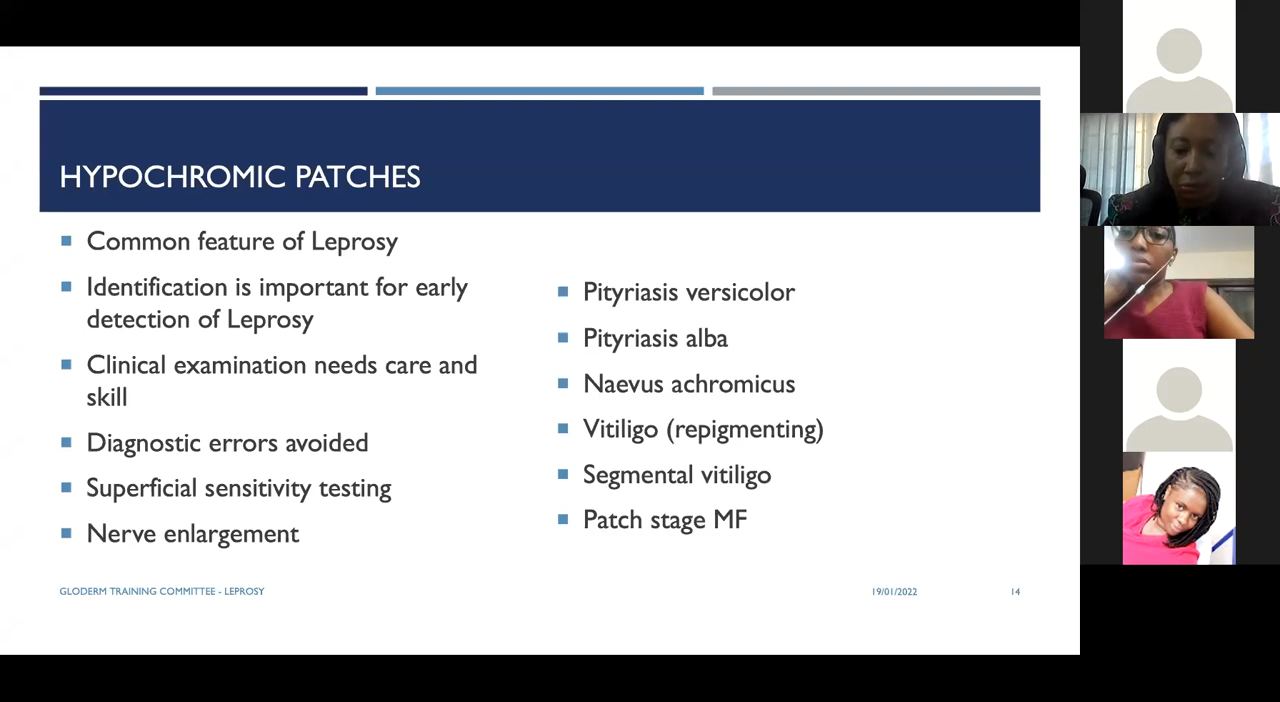 HYPOCHROMIC PATCHES
Common feature of Leprosy
Identification is important for early
detection of Leprosy
Clinical examination needs care and
skill
Diagnostic errors avoided
Superficial sensitivity testing
Nerve enlargement
Pityriasis versicolor
Pityriasis alba
Naevus achromicus
Vitiligo (repigmenting)
Segmental vitiligo
Patch stage MF
GLODERM TRAINING COMMITTEE - LEPROSY
19/01/2022
14